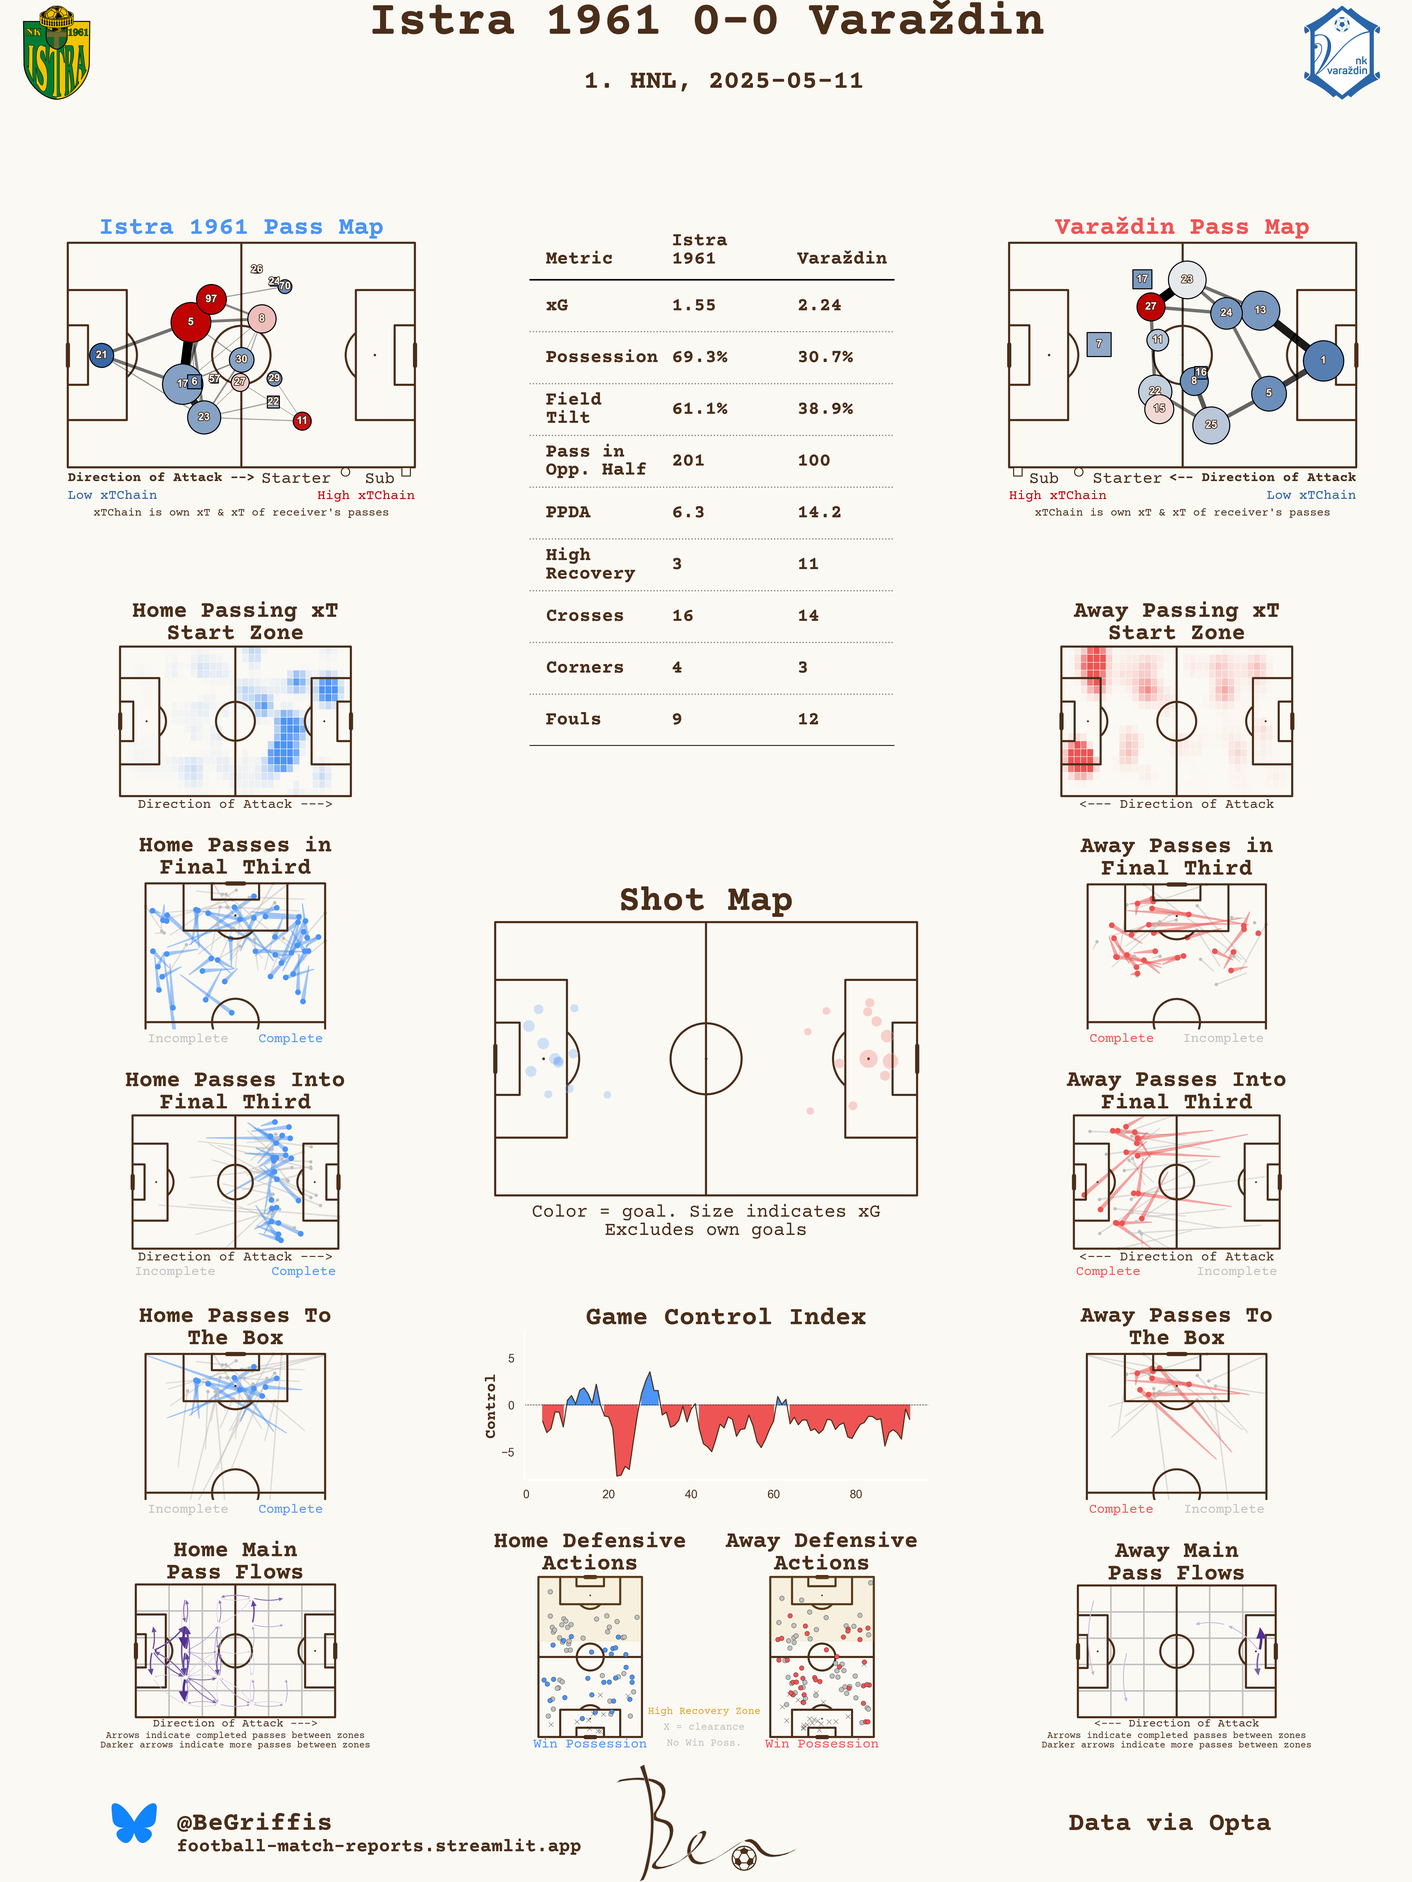 Istra 1961 0-0 Varaždin
1. HNL, 2025-05-11
NK 1961
ISTRA
nk
varaždin
Istra 1961 Pass Map
26
24
70
97
5
8
21
30
17
6
57
27
29
22
23
11
Direction of Attack --> Starter Sub
Low xTChain High xTChain
xTChain is own xT & xT of receiver's passes
Metric Istra 1961 Varaždin
xG 1.55 2.24
Possession 69.3% 30.7%
Field Tilt 61.1% 38.9%
Pass in Opp. Half 201 100
PPDA 6.3 14.2
High Recovery 3 11
Crosses 16 14
Corners 4 3
Fouls 9 12
Varaždin Pass Map
17
23
27
24
13
11
7
1
16
8
22
5
15
25
Sub Starter <-- Direction of Attack
High xTChain Low xTChain
xTChain is own xT & xT of receiver's passes
Home Passing xT
Start Zone
Direction of Attack --->
Away Passing xT
Start Zone
<--- Direction of Attack
Home Passes in
Final Third
Incomplete Complete
Away Passes in
Final Third
Complete Incomplete
Shot Map
Color = goal. Size indicates xG
Excludes own goals
Home Passes Into
Final Third
Direction of Attack --->
Incomplete Complete
Away Passes Into
Final Third
<--- Direction of Attack
Complete Incomplete
Home Passes To
The Box
Incomplete Complete
Game Control Index
Control
5
0
−5
0 20 40 60 80
Away Passes To
The Box
Complete Incomplete
Home Main
Pass Flows
Direction of Attack --->
Arrows indicate completed passes between zones
Darker arrows indicate more passes between zones
Home Defensive
Actions
Win Possession
High Recovery Zone
X = clearance
No Win Poss.
Away Defensive
Actions
Win Possession
Away Main
Pass Flows
<--- Direction of Attack
Arrows indicate completed passes between zones
Darker arrows indicate more passes between zones
@BeGriffis
football-match-reports.streamlit.app
Ben
Data via Opta